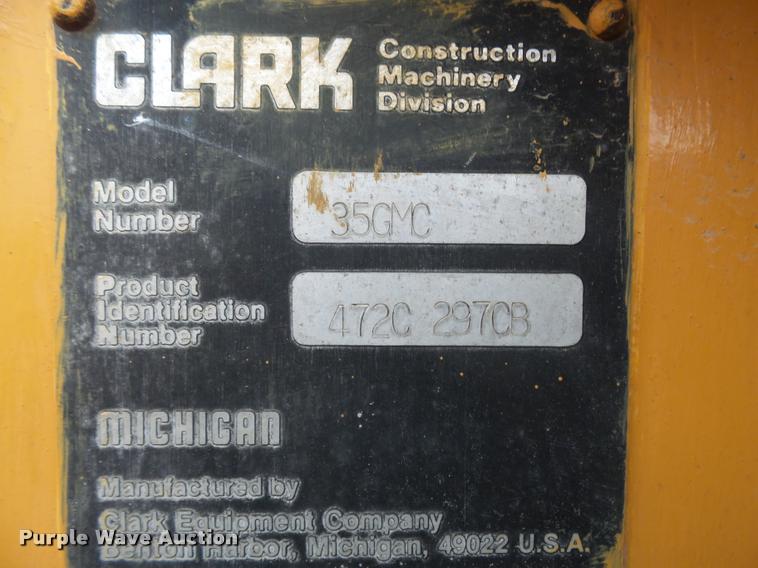 CLARK
Construction
Machinery
Division
Model
Number
35GMC
Product
Identification
Number
472C 297CB
MICHIGAN
Manufactured by
Clark Equipment Company
Benton Harbor, Michigan, 49022 U.S.A.
Purple Wave Auction